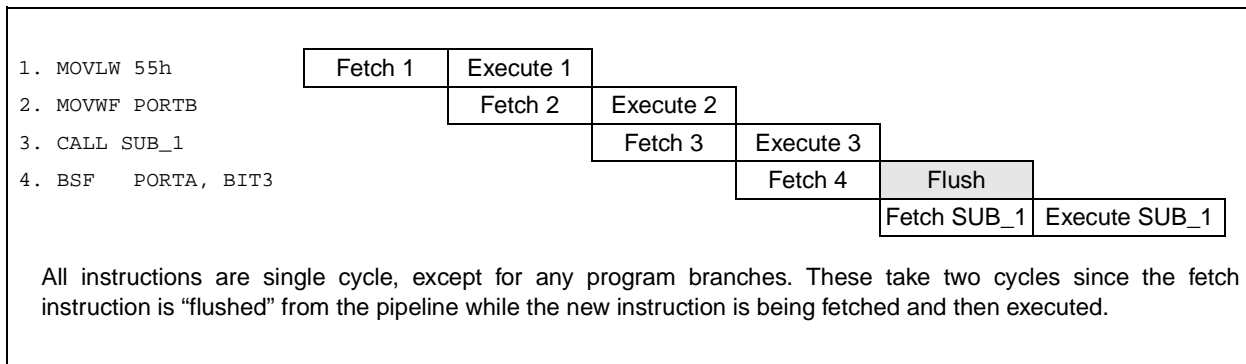 1. MOVLW 55h Fetch 1 Execute 1
2. MOVWF PORTB Fetch 2 Execute 2
3. CALL SUB_1 Fetch 3 Execute 3
4. BSF PORTA, BIT3 Fetch 4 Flush
Fetch SUB_1 Execute SUB_1
All instructions are single cycle, except for any program branches. These take two cycles since the fetch
instruction is “flushed” from the pipeline while the new instruction is being fetched and then executed.